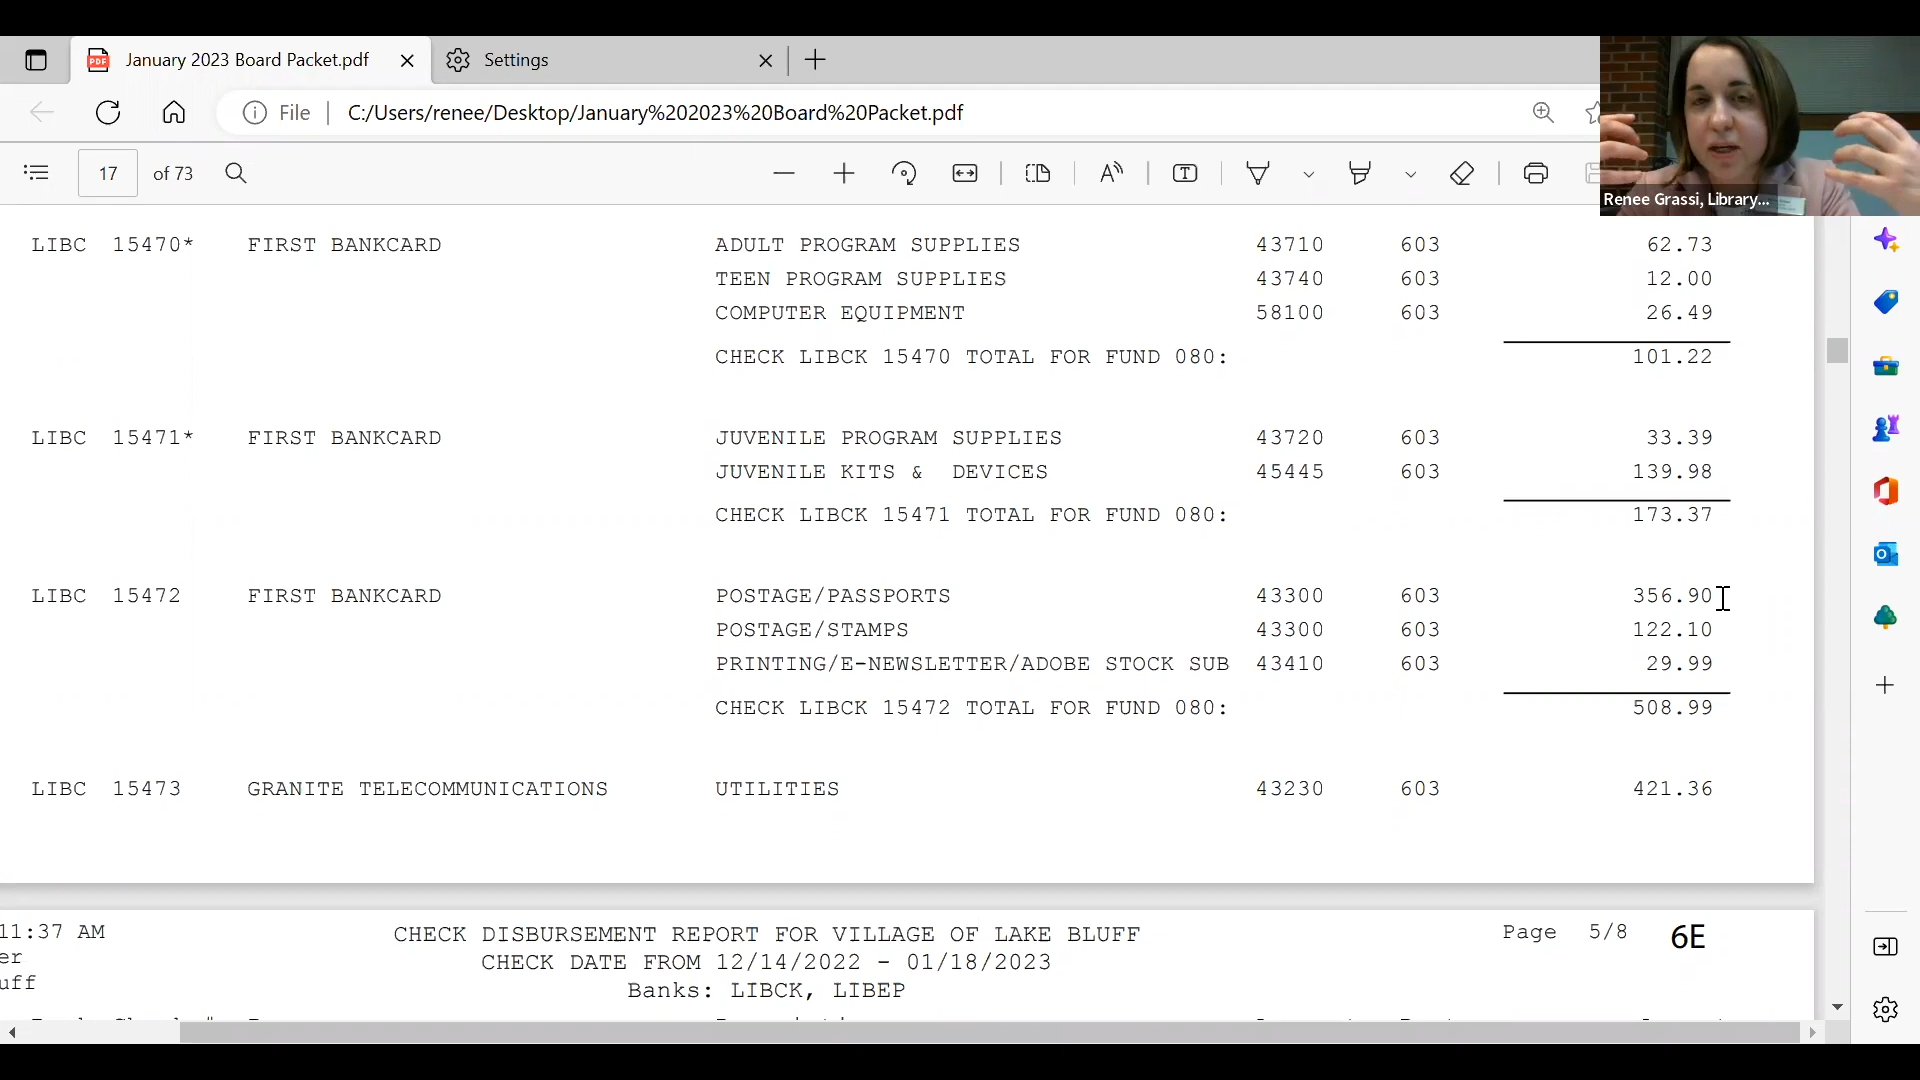 January 2023 Board Packet.pdf
Settings
File
C:/Users/renee/Desktop/January%202023%20Board%20Packet.pdf
17 of 73
Renee Grassi, Library...
LIBC 15470* FIRST BANKCARD ADULT PROGRAM SUPPLIES 43710 603 62.73
TEEN PROGRAM SUPPLIES 43740 603 12.00
COMPUTER EQUIPMENT 58100 603 26.49
CHECK LIBCK 15470 TOTAL FOR FUND 080: 101.22
LIBC 15471* FIRST BANKCARD JUVENILE PROGRAM SUPPLIES 43720 603 33.39
JUVENILE KITS & DEVICES 45445 603 139.98
CHECK LIBCK 15471 TOTAL FOR FUND 080: 173.37
LIBC 15472 FIRST BANKCARD POSTAGE/PASSPORTS 43300 603 356.90
POSTAGE/STAMPS 43300 603 122.10
PRINTING/E-NEWSLETTER/ADOBE STOCK SUB 43410 603 29.99
CHECK LIBCK 15472 TOTAL FOR FUND 080: 508.99
LIBC 15473 GRANITE TELECOMMUNICATIONS UTILITIES 43230 603 421.36
11:37 AM CHECK DISBURSEMENT REPORT FOR VILLAGE OF LAKE BLUFF Page 5/8 6E
er CHECK DATE FROM 12/14/2022 - 01/18/2023
uff Banks: LIBCK, LIBEP